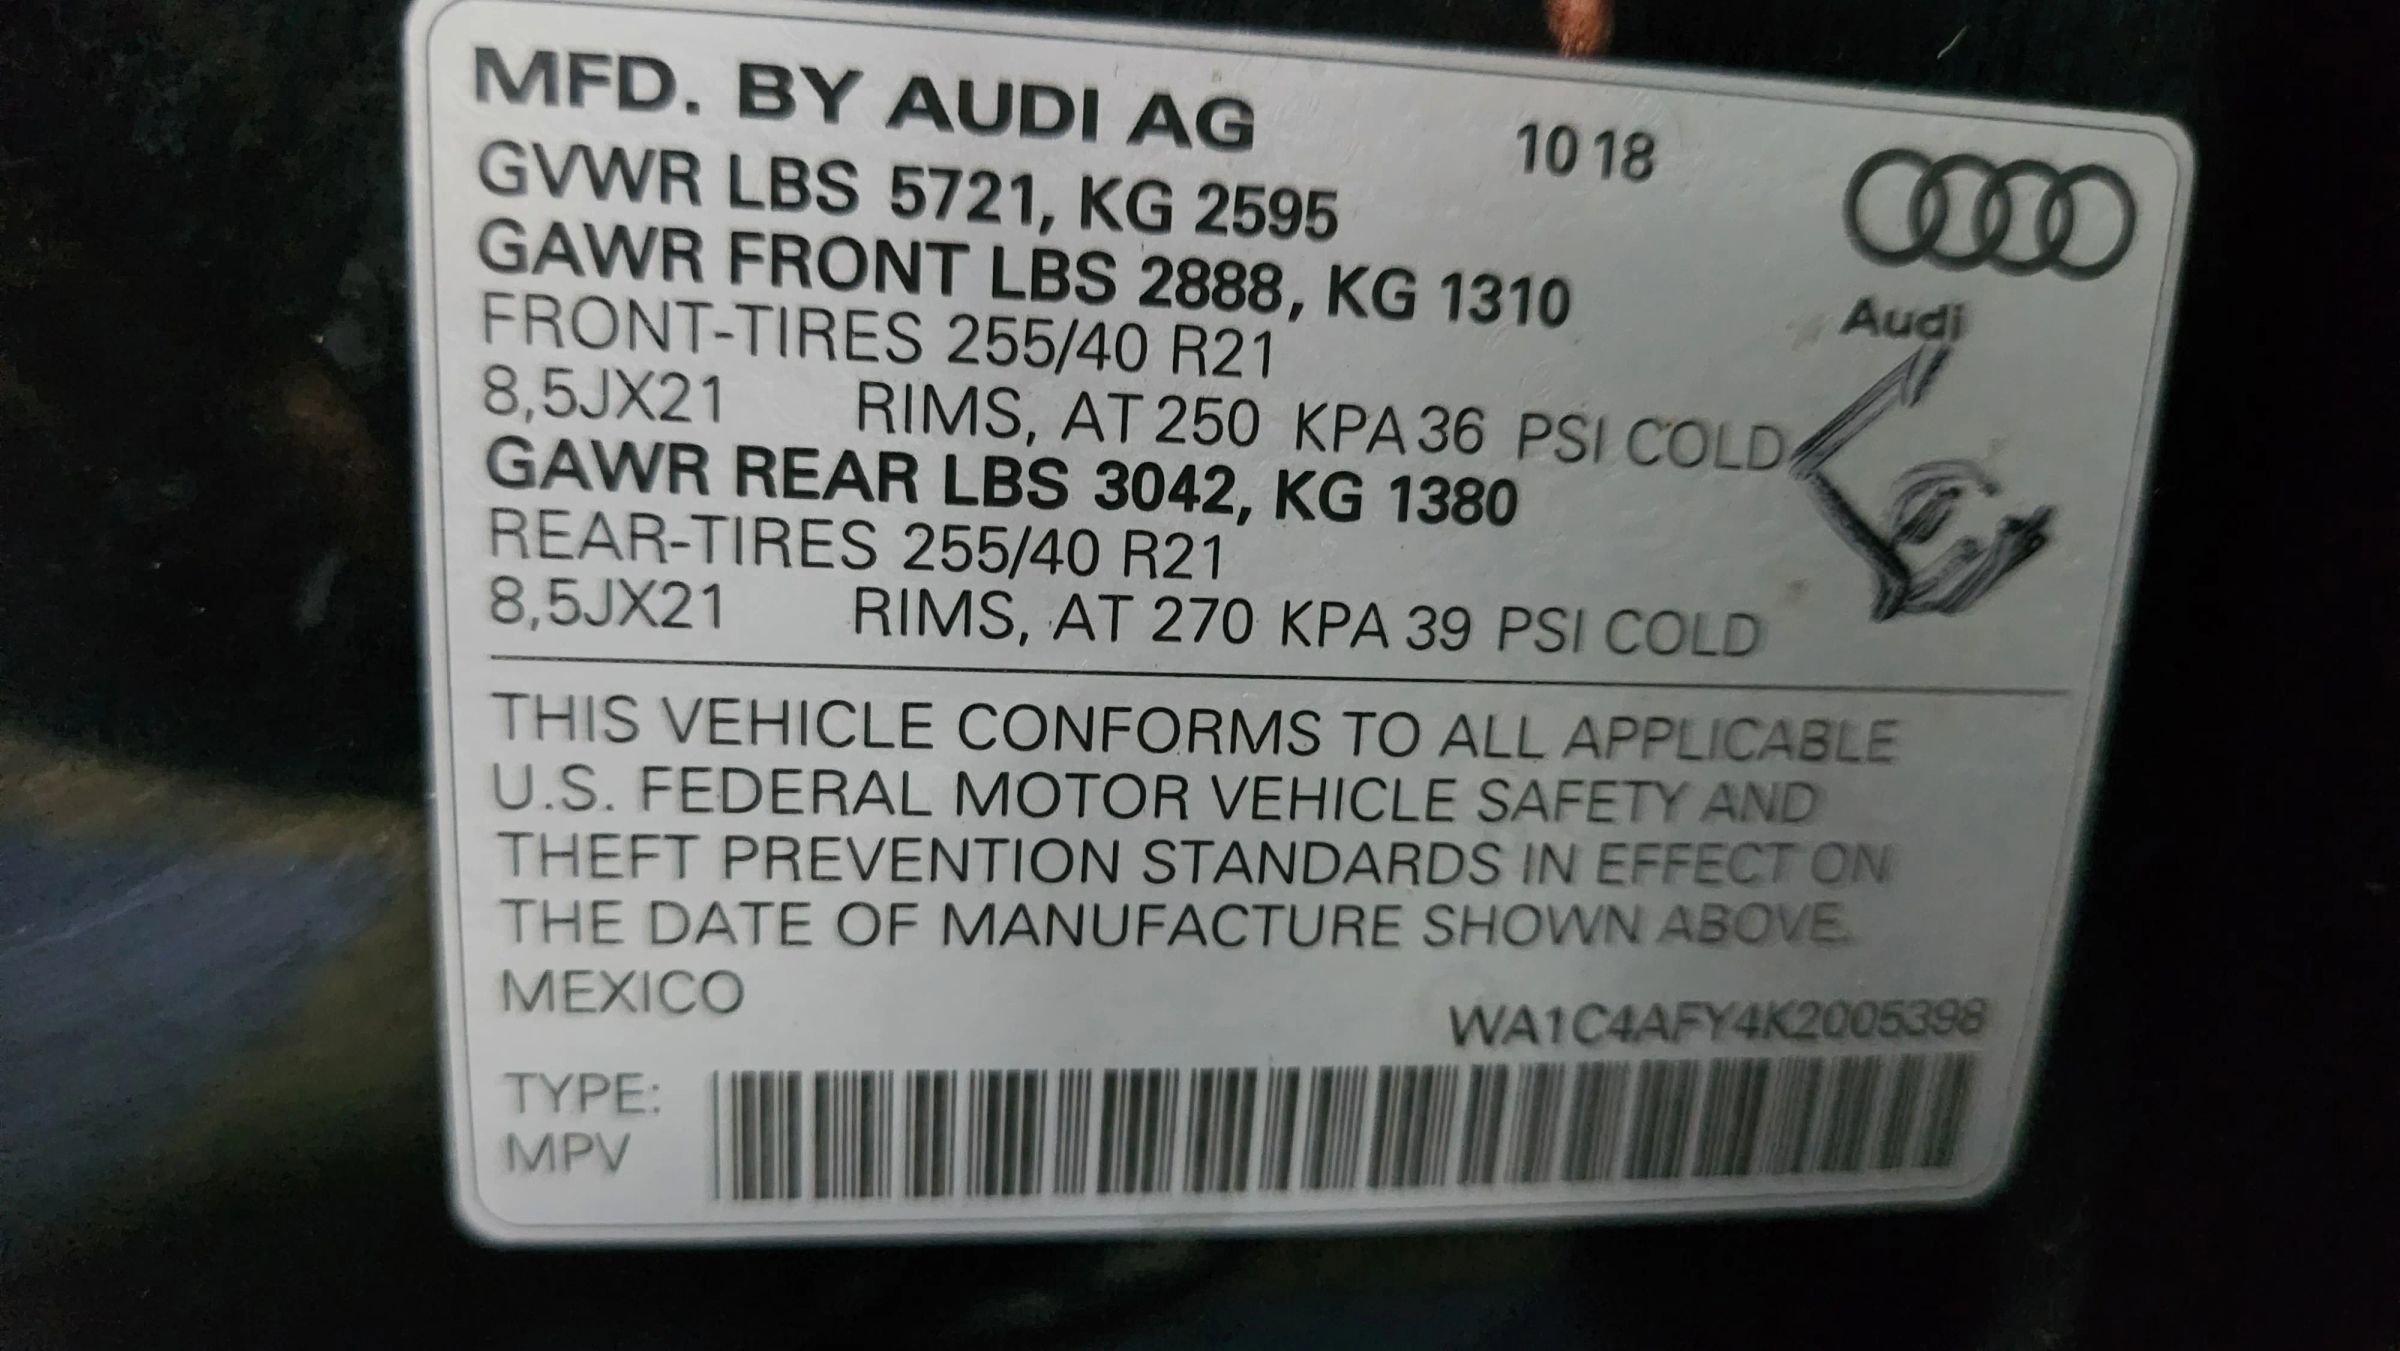 MFD. BY AUDI AG 10 18
GVWR LBS 5721, KG 2595
GAWR FRONT LBS 2888, KG 1310
Audi
FRONT-TIRES 255/40 R21
8,5JX21 RIMS, AT 250 KPA 36 PSI COLD
GAWR REAR LBS 3042, KG 1380
REAR-TIRES 255/40 R21
8,5JX21 RIMS, AT 270 KPA 39 PSI COLD
THIS VEHICLE CONFORMS TO ALL APPLICABLE
U.S. FEDERAL MOTOR VEHICLE SAFETY AND
THEFT PREVENTION STANDARDS IN EFFECT ON
THE DATE OF MANUFACTURE SHOWN ABOVE.
MEXICO
WA1C4AFY4K2005398
TYPE:
MPV